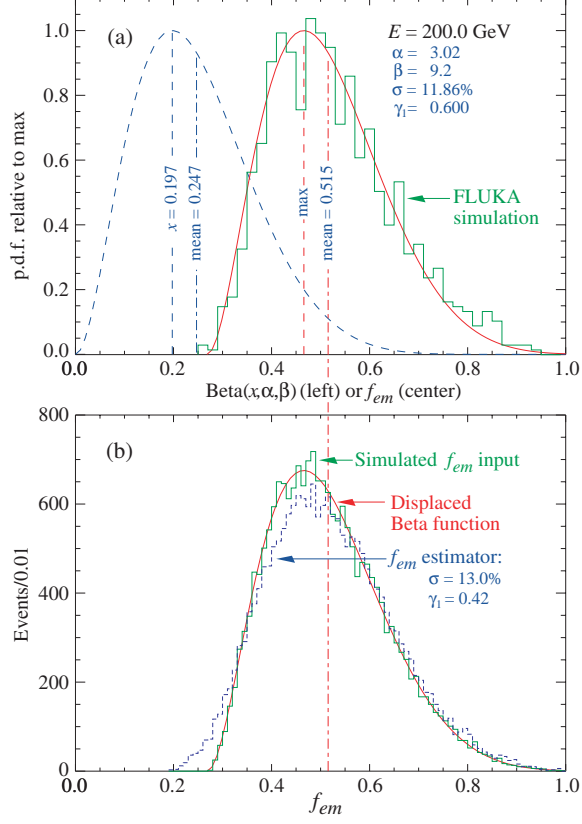 (a)
E = 200.0 GeV
α = 3.02
β = 9.2
σ = 11.86%
γ₁ = 0.600
FLUKA
simulation
x = 0.197
mean = 0.247
max
mean = 0.515
p.d.f. relative to max
1.0
0.8
0.6
0.4
0.2
0.0
0.0 0.2 0.4 0.6 0.8 1.0
Beta(x,α,β) (left) or f_em (center)
(b)
Simulated f_em input
Displaced
Beta function
f_em estimator:
σ = 13.0%
γ₁ = 0.42
Events/0.01
800
600
400
200
0
0.0 0.2 0.4 0.6 0.8 1.0
f_em